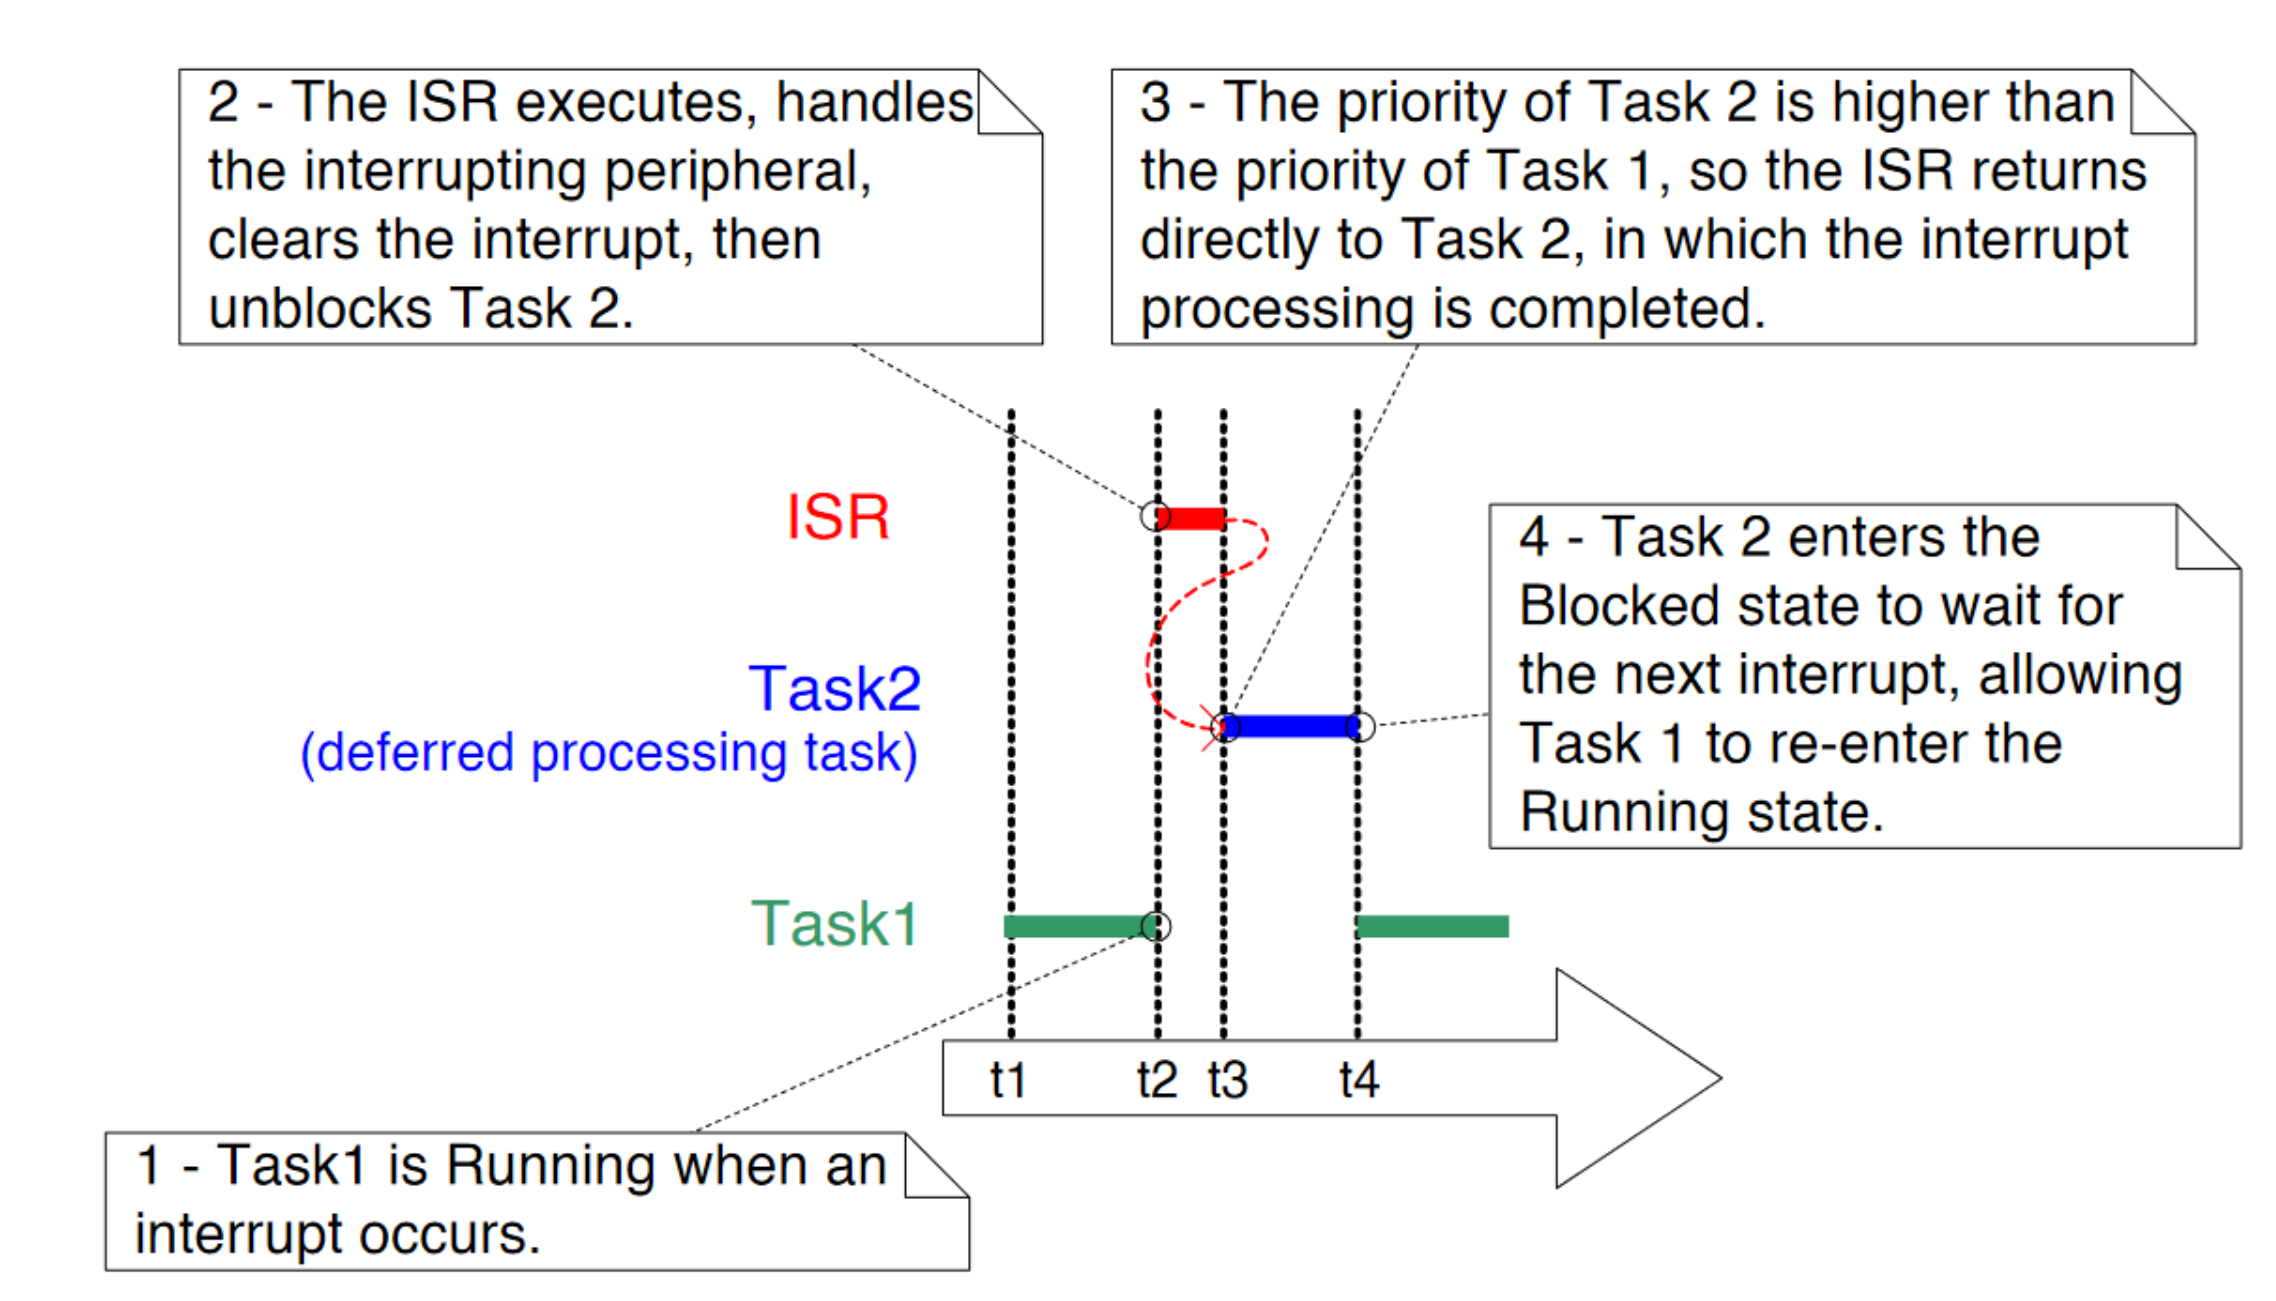 2 - The ISR executes, handles
the interrupting peripheral,
clears the interrupt, then
unblocks Task 2.
3 - The priority of Task 2 is higher than
the priority of Task 1, so the ISR returns
directly to Task 2, in which the interrupt
processing is completed.
ISR
4 - Task 2 enters the
Blocked state to wait for
the next interrupt, allowing
Task 1 to re-enter the
Running state.
Task2
(deferred processing task)
Task1
t1 t2 t3 t4
1 - Task1 is Running when an
interrupt occurs.